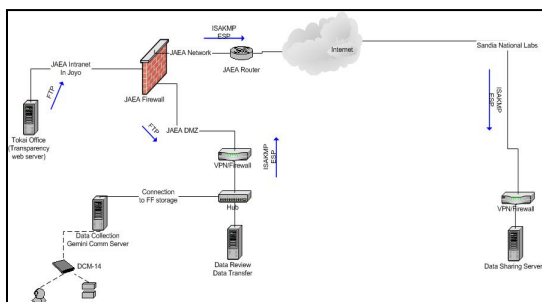 ISAKMP
ESP
JAEA Network
JAEA Router
Internet
Sandia National Labs
JAEA Intranet
In Joyo
FTP
JAEA Firewall
Tokai Office
(Transparency
web server)
FTP
JAEA DMZ
ISAKMP
ESP
VPN/Firewall
Connection
to FF storage
Hub
Data Collection
Gemini Comm Server
Data Review
Data Transfer
DCM-14
ISAKMP
ESP
VPN/Firewall
Data Sharing Server